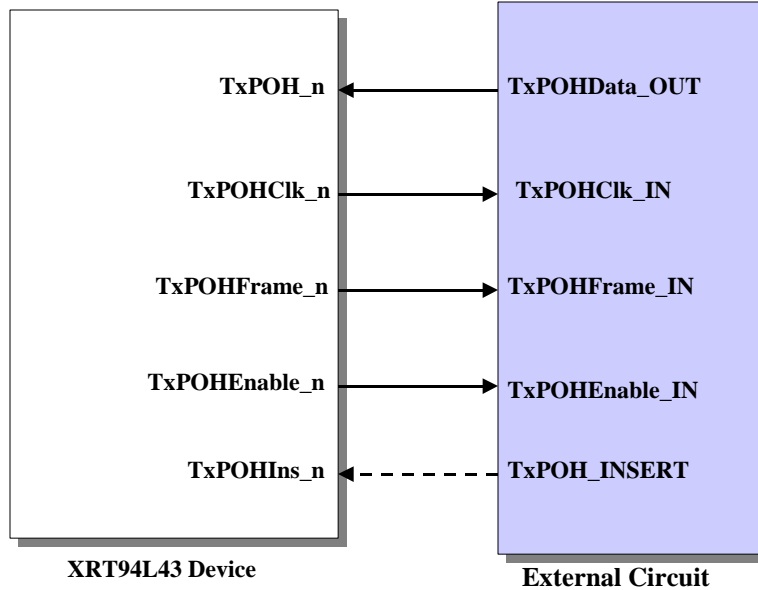 TxPOH_n TxPOHData_OUT
TxPOHClk_n TxPOHClk_IN
TxPOHFrame_n TxPOHFrame_IN
TxPOHEnable_n TxPOHEnable_IN
TxPOHIns_n TxPOH_INSERT
XRT94L43 Device External Circuit